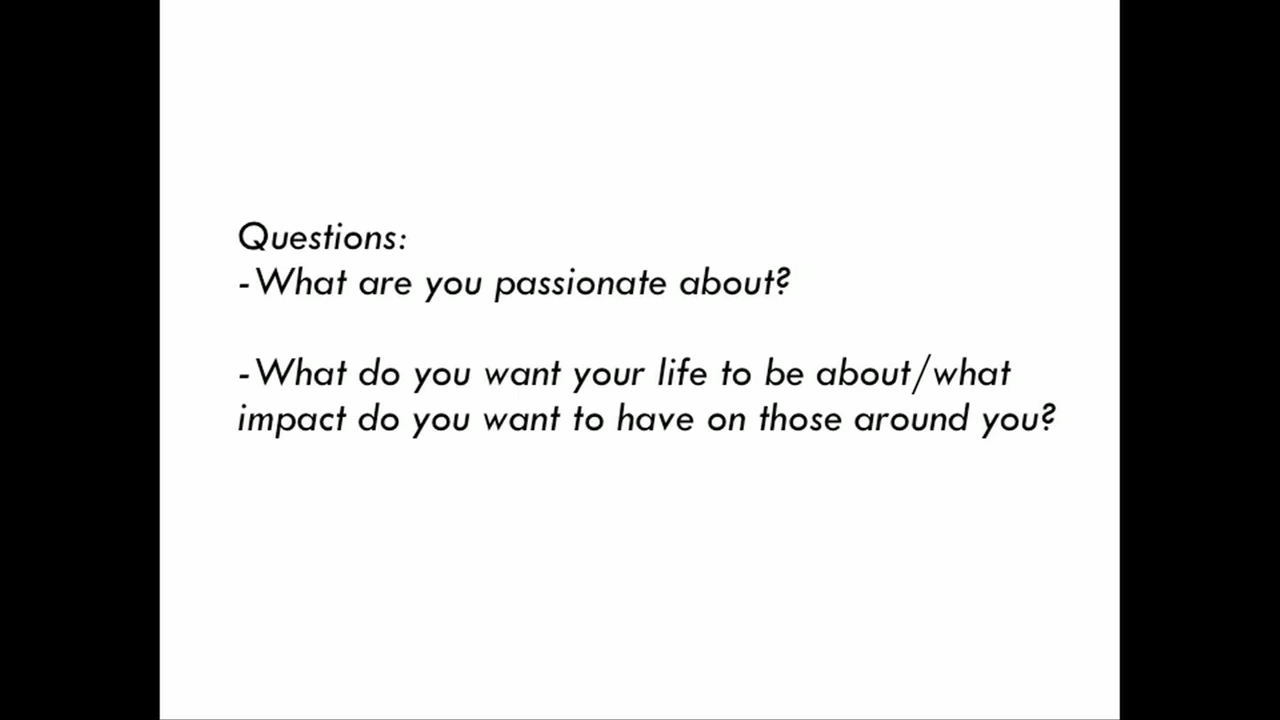 Questions:
-What are you passionate about?
-What do you want your life to be about/what
impact do you want to have on those around you?